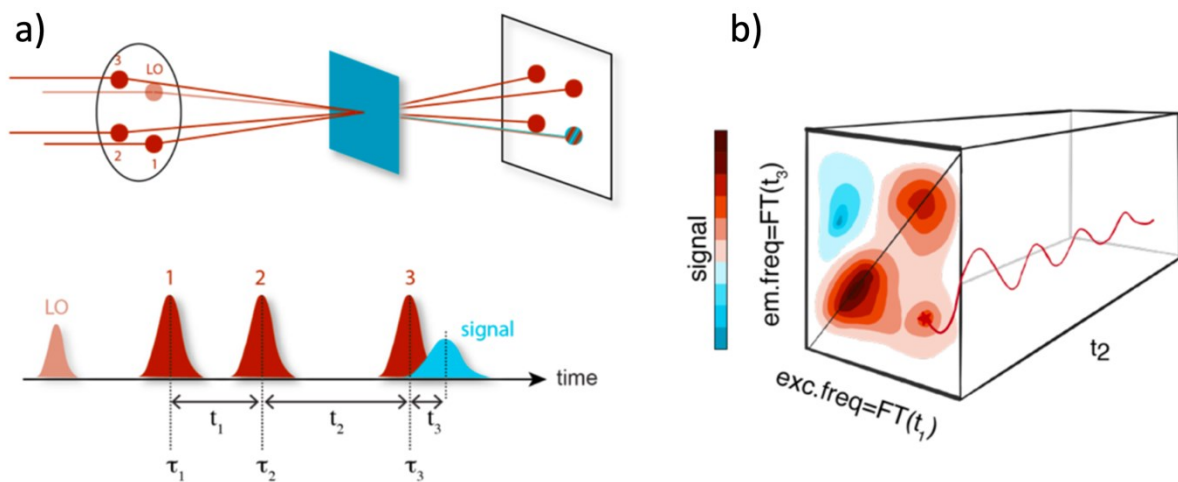 a)
3
LO
2
1
LO
1
2
3
signal
time
t1
t2
t3
τ1
τ2
τ3
b)
signal
em.freq=FT(t3)
exc.freq=FT(t1)
t2